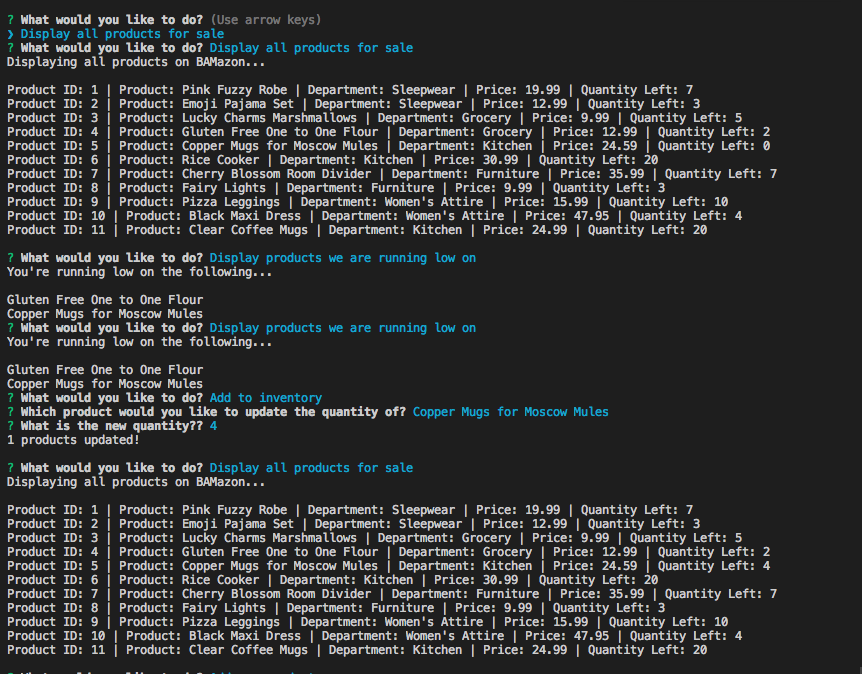 ? What would you like to do? (Use arrow keys)
❯ Display all products for sale
? What would you like to do? Display all products for sale
Displaying all products on BAMazon...
Product ID: 1 | Product: Pink Fuzzy Robe | Department: Sleepwear | Price: 19.99 | Quantity Left: 7
Product ID: 2 | Product: Emoji Pajama Set | Department: Sleepwear | Price: 12.99 | Quantity Left: 3
Product ID: 3 | Product: Lucky Charms Marshmallows | Department: Grocery | Price: 9.99 | Quantity Left: 5
Product ID: 4 | Product: Gluten Free One to One Flour | Department: Grocery | Price: 12.99 | Quantity Left: 2
Product ID: 5 | Product: Copper Mugs for Moscow Mules | Department: Kitchen | Price: 24.59 | Quantity Left: 0
Product ID: 6 | Product: Rice Cooker | Department: Kitchen | Price: 30.99 | Quantity Left: 20
Product ID: 7 | Product: Cherry Blossom Room Divider | Department: Furniture | Price: 35.99 | Quantity Left: 7
Product ID: 8 | Product: Fairy Lights | Department: Furniture | Price: 9.99 | Quantity Left: 3
Product ID: 9 | Product: Pizza Leggings | Department: Women's Attire | Price: 15.99 | Quantity Left: 10
Product ID: 10 | Product: Black Maxi Dress | Department: Women's Attire | Price: 47.95 | Quantity Left: 4
Product ID: 11 | Product: Clear Coffee Mugs | Department: Kitchen | Price: 24.99 | Quantity Left: 20
? What would you like to do? Display products we are running low on
You're running low on the following...
Gluten Free One to One Flour
Copper Mugs for Moscow Mules
? What would you like to do? Display products we are running low on
You're running low on the following...
Gluten Free One to One Flour
Copper Mugs for Moscow Mules
? What would you like to do? Add to inventory
? Which product would you like to update the quantity of? Copper Mugs for Moscow Mules
? What is the new quantity?? 4
1 products updated!
? What would you like to do? Display all products for sale
Displaying all products on BAMazon...
Product ID: 1 | Product: Pink Fuzzy Robe | Department: Sleepwear | Price: 19.99 | Quantity Left: 7
Product ID: 2 | Product: Emoji Pajama Set | Department: Sleepwear | Price: 12.99 | Quantity Left: 3
Product ID: 3 | Product: Lucky Charms Marshmallows | Department: Grocery | Price: 9.99 | Quantity Left: 5
Product ID: 4 | Product: Gluten Free One to One Flour | Department: Grocery | Price: 12.99 | Quantity Left: 2
Product ID: 5 | Product: Copper Mugs for Moscow Mules | Department: Kitchen | Price: 24.59 | Quantity Left: 4
Product ID: 6 | Product: Rice Cooker | Department: Kitchen | Price: 30.99 | Quantity Left: 20
Product ID: 7 | Product: Cherry Blossom Room Divider | Department: Furniture | Price: 35.99 | Quantity Left: 7
Product ID: 8 | Product: Fairy Lights | Department: Furniture | Price: 9.99 | Quantity Left: 3
Product ID: 9 | Product: Pizza Leggings | Department: Women's Attire | Price: 15.99 | Quantity Left: 10
Product ID: 10 | Product: Black Maxi Dress | Department: Women's Attire | Price: 47.95 | Quantity Left: 4
Product ID: 11 | Product: Clear Coffee Mugs | Department: Kitchen | Price: 24.99 | Quantity Left: 20